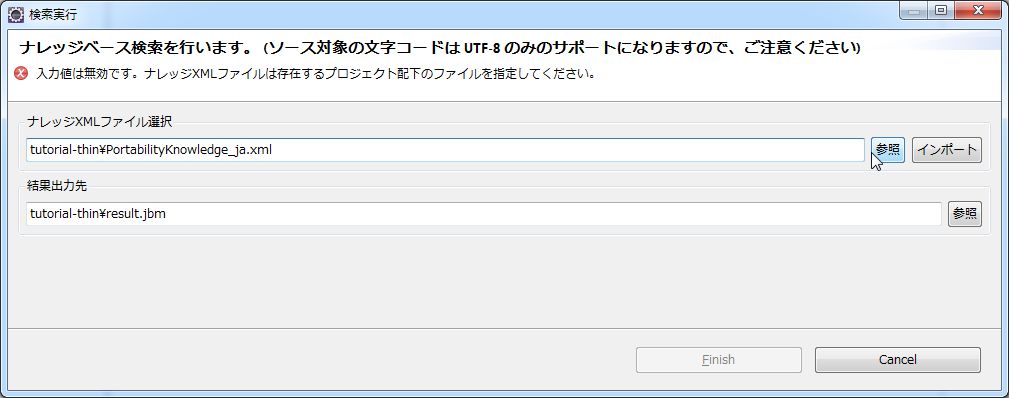 検索実行
ナレッジベース検索を行います。 (ソース対象の文字コードは UTF-8 のみのサポートになりますので、ご注意ください)
入力値は無効です。ナレッジXMLファイルは存在するプロジェクト配下のファイルを指定してください。
ナレッジXMLファイル選択
tutorial-thin¥PortabilityKnowledge_ja.xml 参照 インポート
結果出力先
tutorial-thin¥result.jbm 参照
Finish Cancel